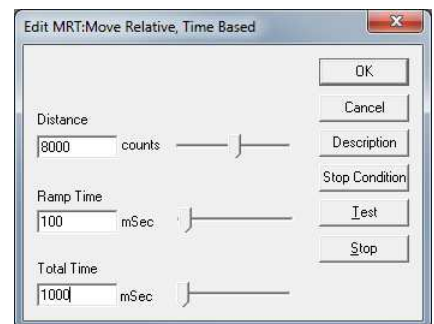 Edit MRT:Move Relative, Time Based
OK
Cancel
Distance
8000 counts
Description
Stop Condition
Ramp Time
100 mSec
Test
Stop
Total Time
1000 mSec